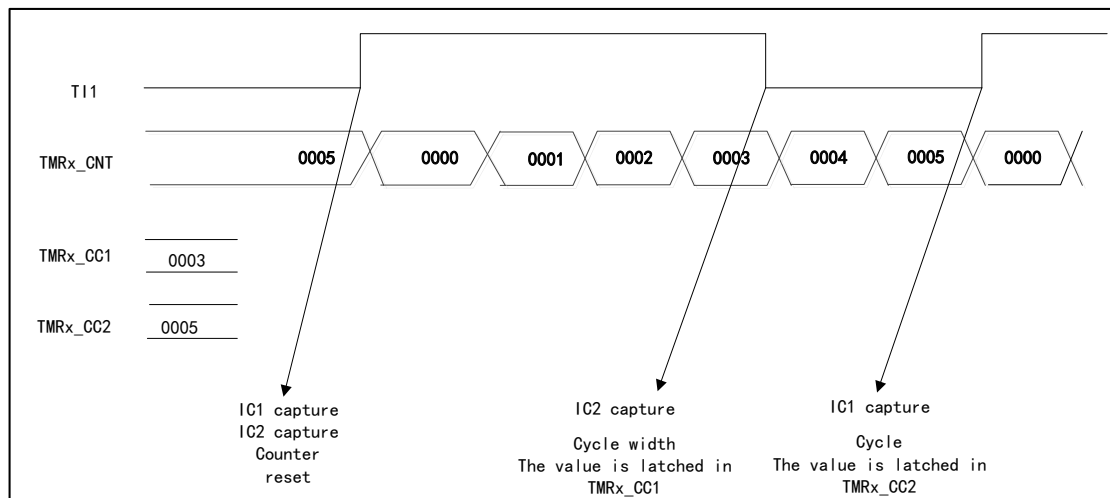 TI1
TMRx_CNT
0005 0000 0001 0002 0003 0004 0005 0000
TMRx_CC1
0003
TMRx_CC2
0005
IC1 capture
IC2 capture
Counter
reset
IC2 capture
Cycle width
The value is latched in
TMRx_CC1
IC1 capture
Cycle
The value is latched in
TMRx_CC2